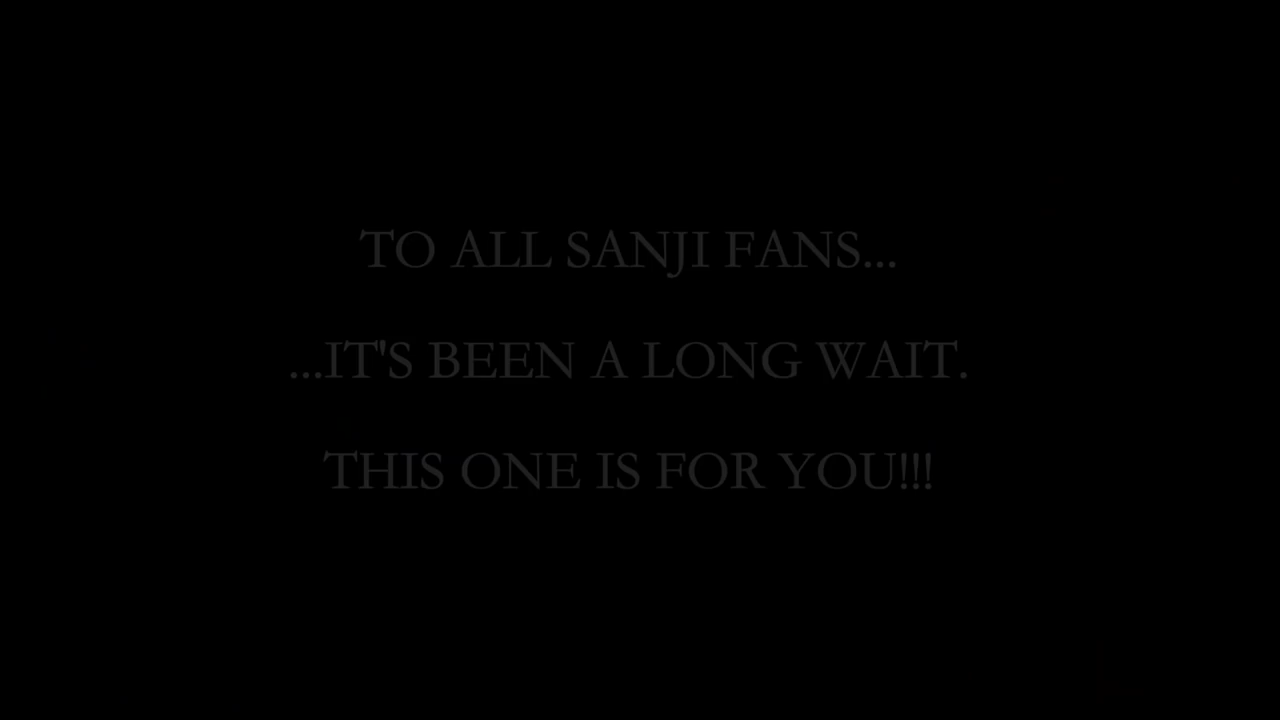 TO ALL SANJI FANS...
...IT'S BEEN A LONG WAIT.
THIS ONE IS FOR YOU!!!